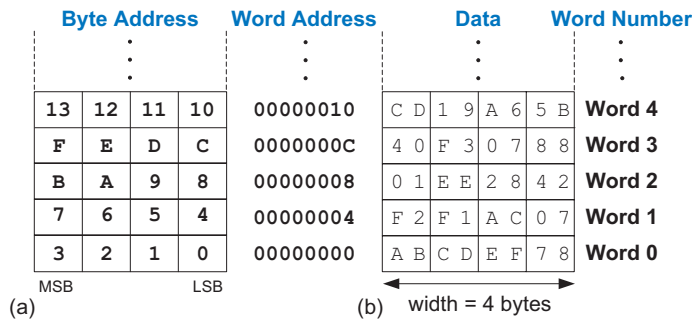 Byte Address Word Address Data Word Number
13 12 11 10 00000010 C D 1 9 A 6 5 B Word 4
F E D C 0000000C 4 0 F 3 0 7 8 8 Word 3
B A 9 8 00000008 0 1 E E 2 8 4 2 Word 2
7 6 5 4 00000004 F 2 F 1 A C 0 7 Word 1
3 2 1 0 00000000 A B C D E F 7 8 Word 0
MSB LSB
(a) (b) width = 4 bytes